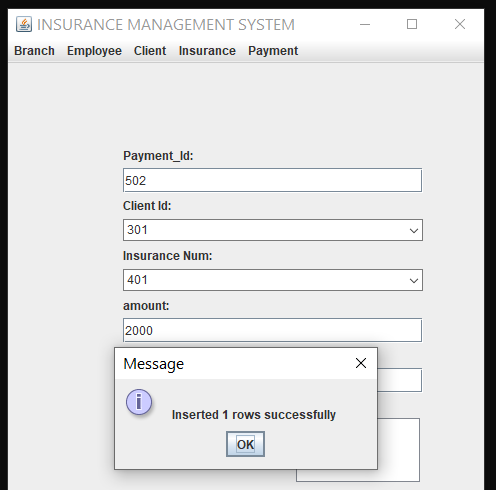 INSURANCE MANAGEMENT SYSTEM
Branch Employee Client Insurance Payment
Payment_Id:
502
Client Id:
301
Insurance Num:
401
amount:
2000
Message
Inserted 1 rows successfully
OK